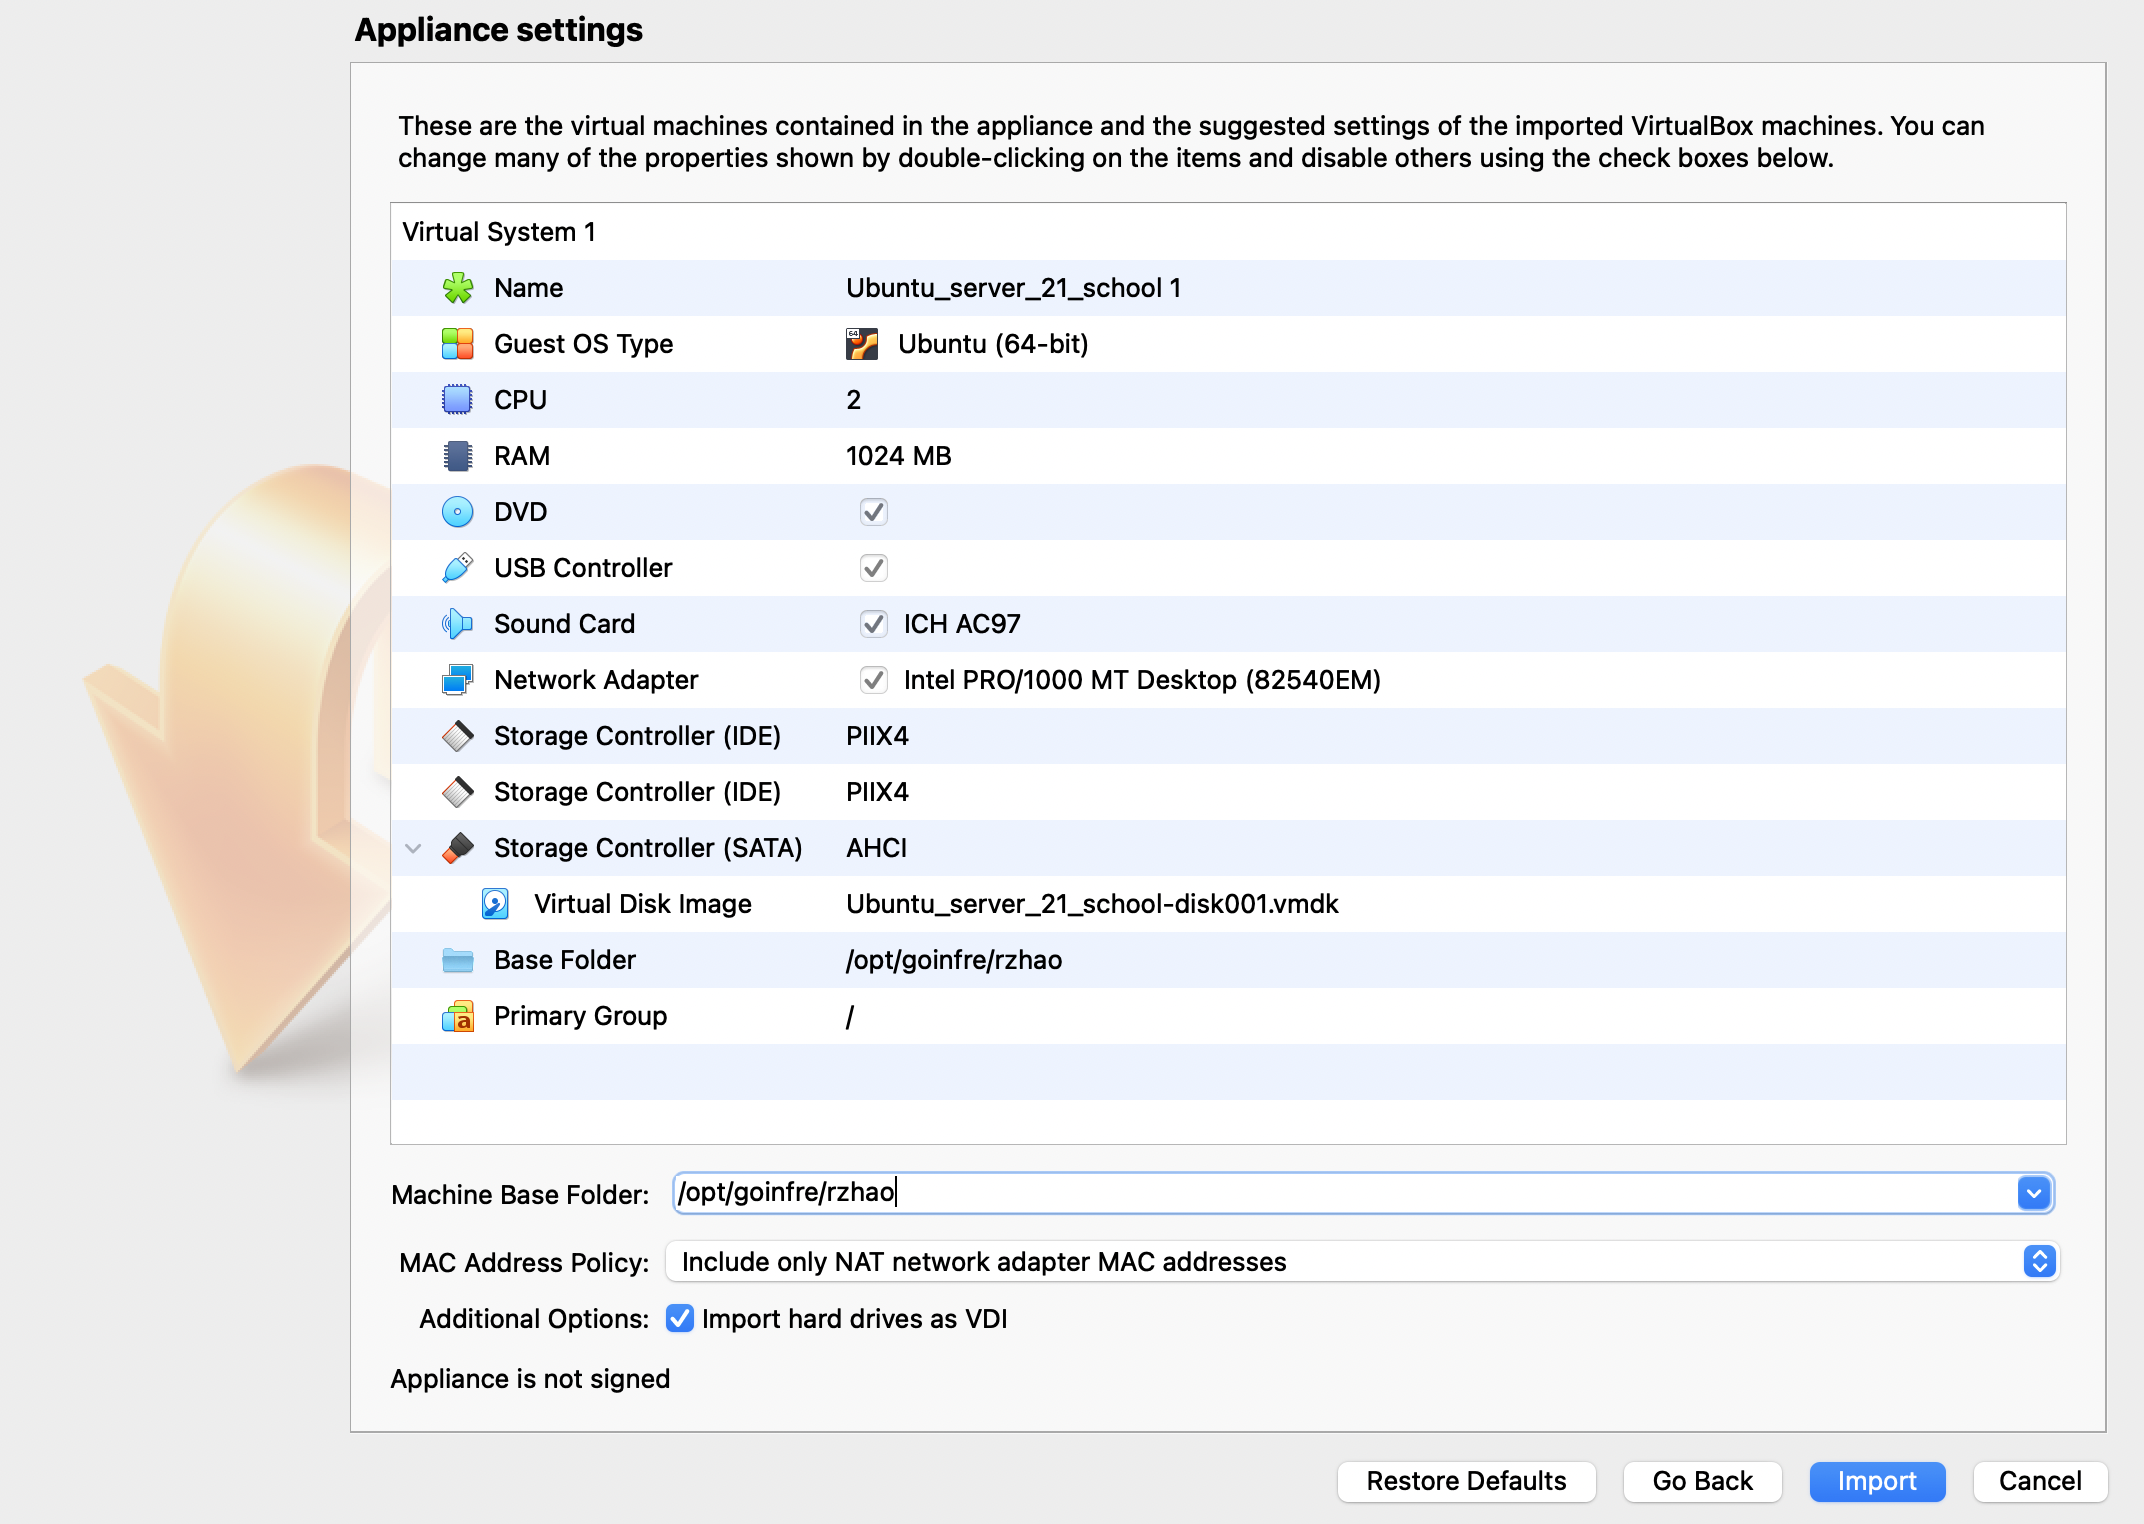 Appliance settings
These are the virtual machines contained in the appliance and the suggested settings of the imported VirtualBox machines. You can
change many of the properties shown by double-clicking on the items and disable others using the check boxes below.
Virtual System 1
Name Ubuntu_server_21_school 1
Guest OS Type 64 Ubuntu (64-bit)
CPU 2
RAM 1024 MB
DVD
USB Controller
Sound Card ICH AC97
Network Adapter Intel PRO/1000 MT Desktop (82540EM)
Storage Controller (IDE) PIIX4
Storage Controller (IDE) PIIX4
Storage Controller (SATA) AHCI
Virtual Disk Image Ubuntu_server_21_school-disk001.vmdk
Base Folder /opt/goinfre/rzhao
a Primary Group /
Machine Base Folder: /opt/goinfre/rzhao
MAC Address Policy: Include only NAT network adapter MAC addresses
Additional Options: Import hard drives as VDI
Appliance is not signed
Restore Defaults Go Back Import Cancel